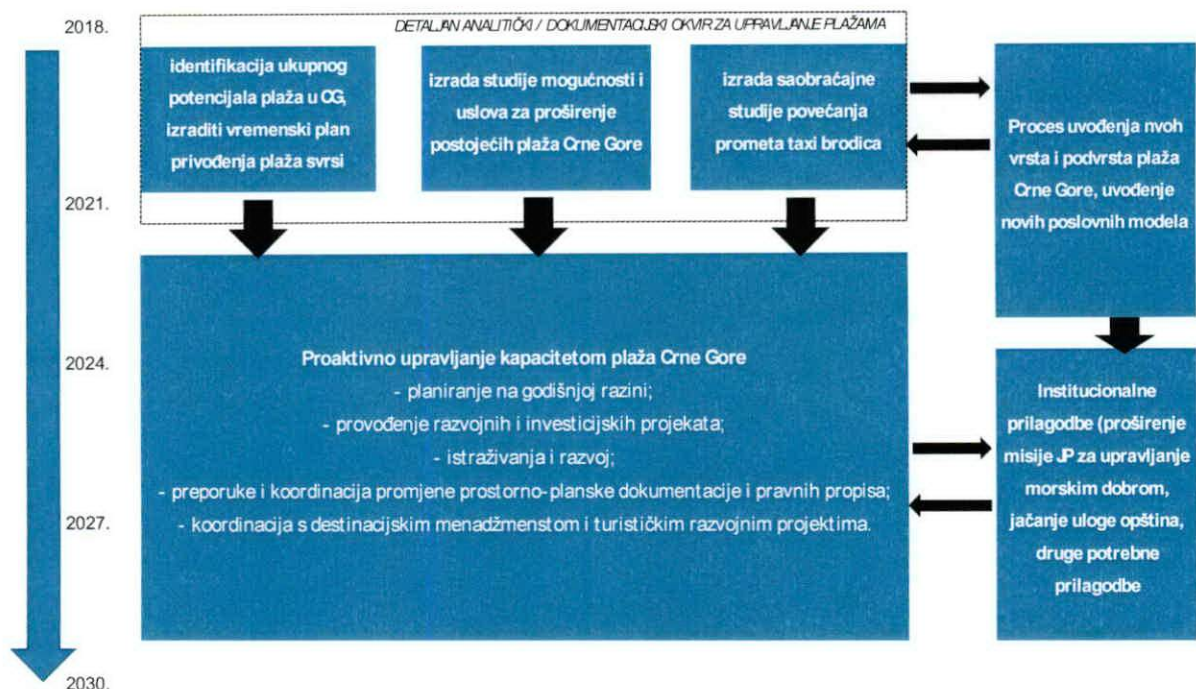 2018.
DETALJAN ANALITIČKI / DOKUMENTACIJSKI OKVIR ZA UPRAVLJANJE PLAŽAMA
identifikacija ukupnog
potencijala plaža u CG,
izraditi vremenski plan
privođenja plaža svrsi
izrada studije mogućnosti i
uslova za proširenje
postojećih plaža Crne Gore
izrada saobraćajne
studije povećanja
prometa taxi brodica
Proces uvođenja nvoh
vrsta i podvrsta plaža
Crne Gore, uvođenje
novih poslovnih modela
2021.
2024.
Proaktivno upravljanje kapacitetom plaža Crne Gore
- planiranje na godišnjoj razini;
- provođenje razvojnih i investicijskih projekata;
- istraživanja i razvoj;
- preporuke i koordinacija promjene prostorno-planske dokumentacije i pravnih propisa;
- koordinacija s destinacijskim menadžmenstom i turističkim razvojnim projektima.
Institucionalne
prilagodbe (proširenje
misije JP za upravljanje
morskim dobrom,
jačanje uloge opština,
druge potrebne
prilagodbe
2027.
2030.